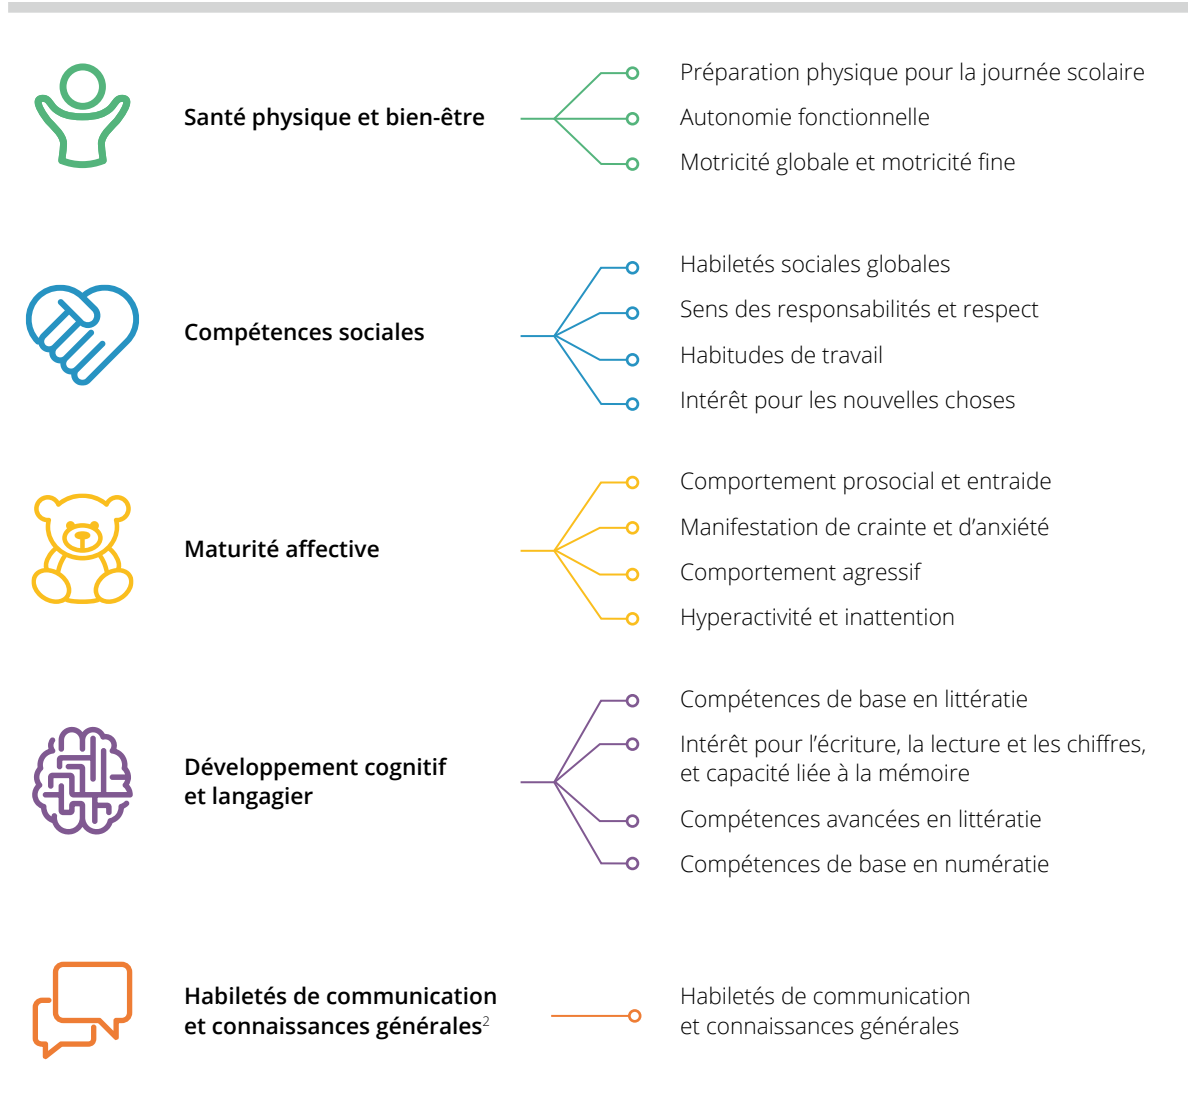 Santé physique et bien-être
Préparation physique pour la journée scolaire
Autonomie fonctionnelle
Motricité globale et motricité fine
Compétences sociales
Habiletés sociales globales
Sens des responsabilités et respect
Habitudes de travail
Intérêt pour les nouvelles choses
Maturité affective
Comportement prosocial et entraide
Manifestation de crainte et d’anxiété
Comportement agressif
Hyperactivité et inattention
Développement cognitif
et langagier
Compétences de base en littératie
Intérêt pour l’écriture, la lecture et les chiffres,
et capacité liée à la mémoire
Compétences avancées en littératie
Compétences de base en numératie
Habiletés de communication
et connaissances générales²
Habiletés de communication
et connaissances générales